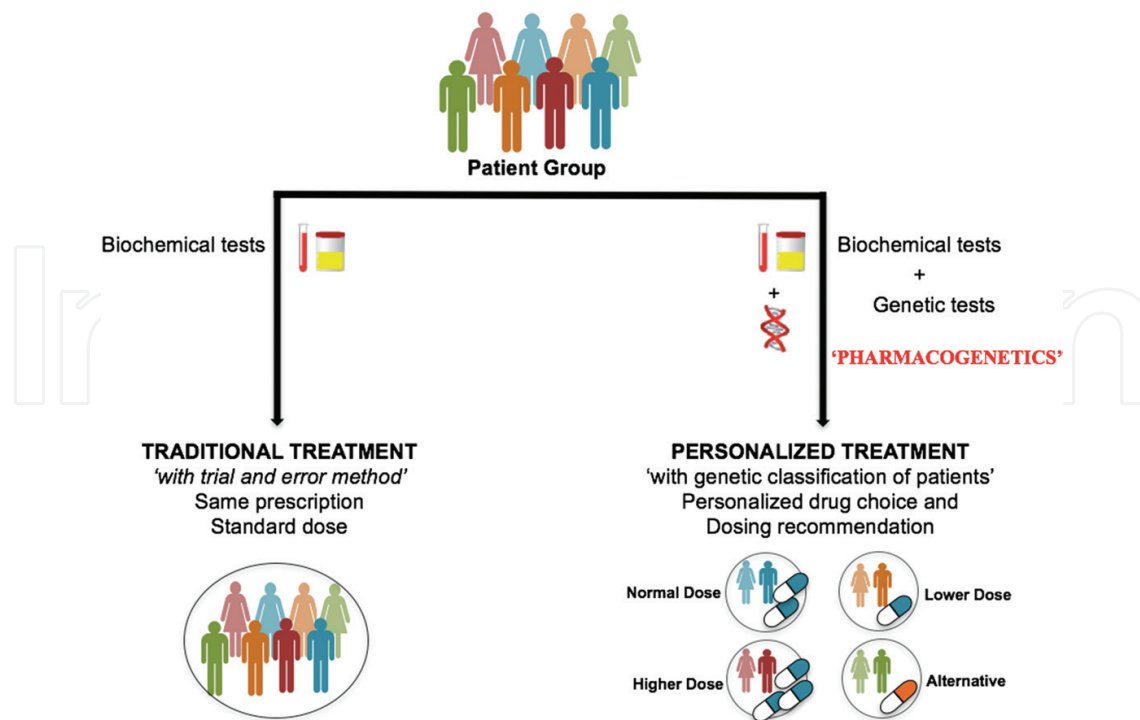 Patient Group
Biochemical tests
Biochemical tests
+
+
Genetic tests
‘PHARMACOGENETICS’
TRADITIONAL TREATMENT
‘with trial and error method’
Same prescription
Standard dose
PERSONALIZED TREATMENT
‘with genetic classification of patients’
Personalized drug choice and
Dosing recommendation
Normal Dose
Lower Dose
Higher Dose
Alternative